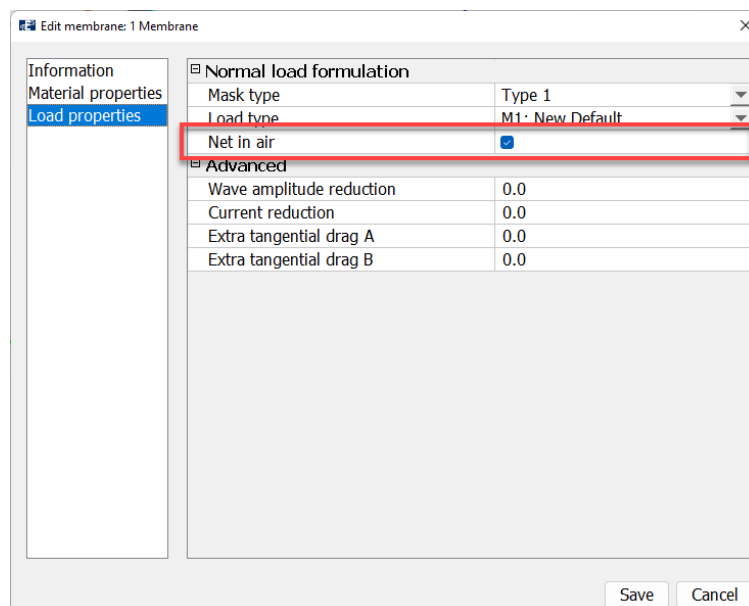 Edit membrane: 1 Membrane
Information
Material properties
Load properties
Normal load formulation
Mask type Type 1
Load type M1: New Default
Net in air
Advanced
Wave amplitude reduction 0.0
Current reduction 0.0
Extra tangential drag A 0.0
Extra tangential drag B 0.0
Save Cancel